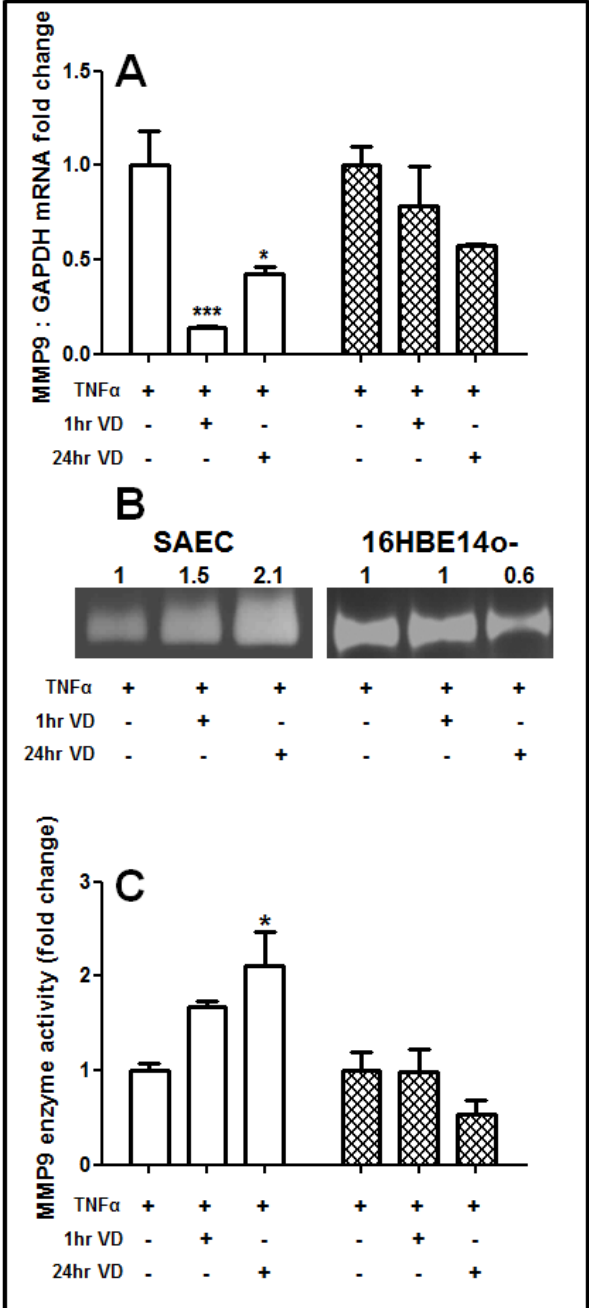 A
MMP9 : GAPDH mRNA fold change
1.5
1.0
0.5
0.0
*** *
TNFα + + + + + +
1hr VD - + - - + -
24hr VD - - + - - +
B
SAEC 16HBE14o-
1 1.5 2.1 1 1 0.6
TNFα + + + + + +
1hr VD - + - - + -
24hr VD - - + - - +
C
MMP9 enzyme activity (fold change)
3
2
1
0
*
TNFα + + + + + +
1hr VD - + - - + -
24hr VD - - + - - +